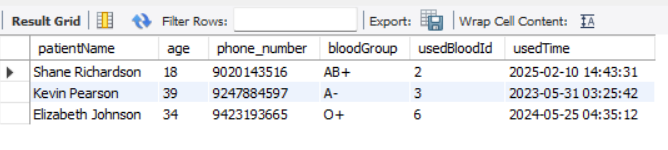 Result Grid Filter Rows: Export: Wrap Cell Content: IA
patientName age phone_number bloodGroup usedBloodId usedTime
Shane Richardson 18 9020143516 AB+ 2 2025-02-10 14:43:31
Kevin Pearson 39 9247884597 A- 3 2023-05-31 03:25:42
Elizabeth Johnson 34 9423193665 O+ 6 2024-05-25 04:35:12